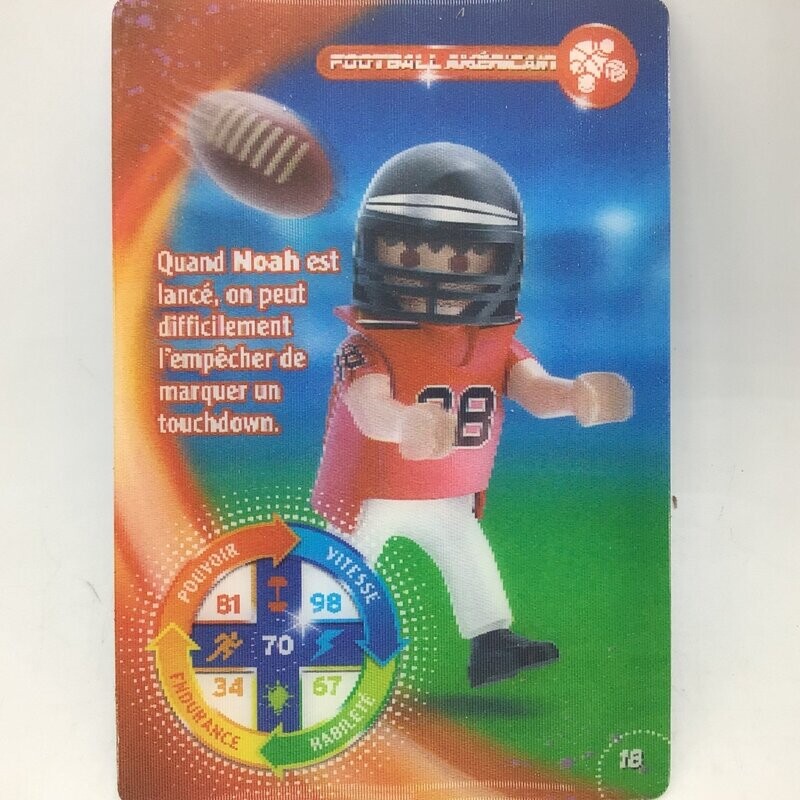 FOOTBALL AMÉRICAIN
Quand Noah est
lancé, on peut
difficilement
l'empêcher de
marquer un
touchdown.
88
POUVOIR
VITESSE
81
98
70
34
67
ENDURANCE
HABILETÉ
18